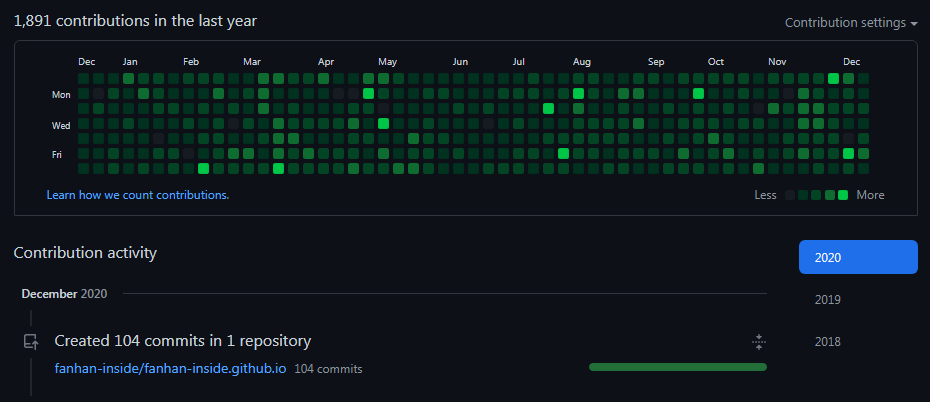 1,891 contributions in the last year
Contribution settings
Dec Jan Feb Mar Apr May Jun Jul Aug Sep Oct Nov Dec
Mon
Wed
Fri
Learn how we count contributions.
Less More
Contribution activity
2020
December 2020
2019
Created 104 commits in 1 repository
2018
fanhan-inside/fanhan-inside.github.io 104 commits